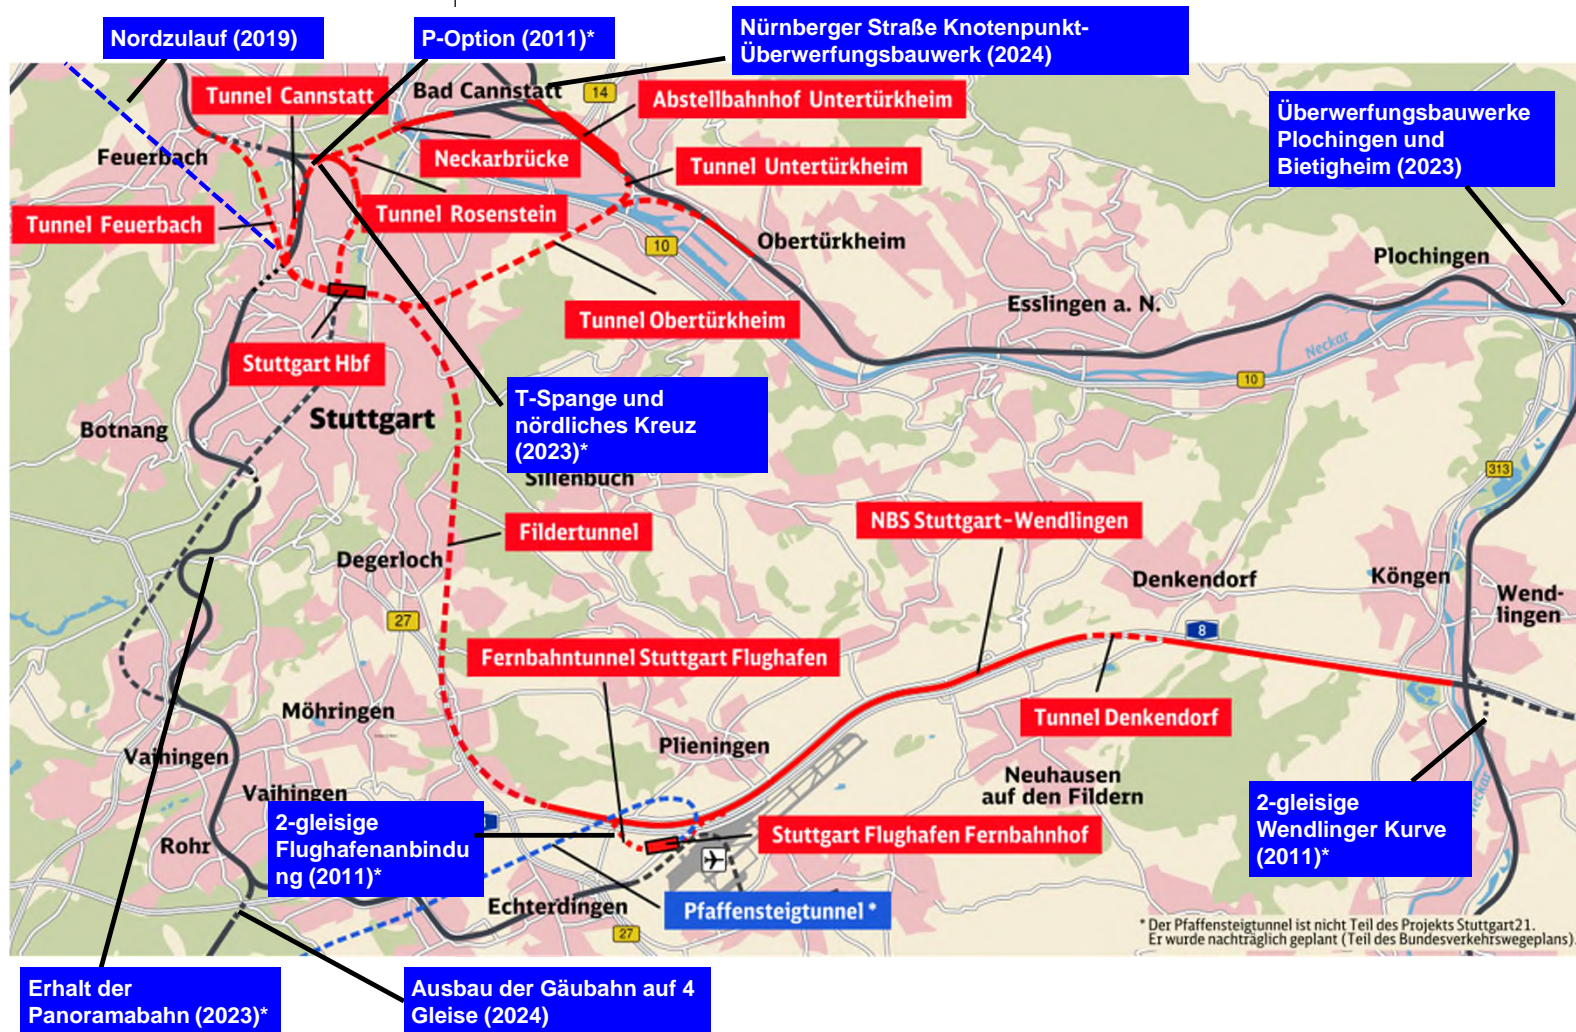 Nordzulauf (2019)
P-Option (2011)*
Nürnberger Straße Knotenpunkt-
Überwerfungsbauwerk (2024)
Tunnel Cannstatt
Bad Cannstatt
14
Abstellbahnhof Untertürkheim
Überwerfungsbauwerke
Plochingen und
Bietigheim (2023)
Feuerbach
Neckarbrücke
Tunnel Untertürkheim
Tunnel Feuerbach
Tunnel Rosenstein
10
Obertürkheim
Plochingen
Tunnel Obertürkheim
Esslingen a. N.
Neckar
Stuttgart Hbf
10
T-Spange und
nördliches Kreuz
(2023)*
Stuttgart
Botnang
Sillenbuch
313
Fildertunnel
NBS Stuttgart-Wendlingen
Degerloch
Denkendorf
Köngen
Wend-
lingen
27
8
Fernbahntunnel Stuttgart Flughafen
Möhringen
Tunnel Denkendorf
Plieningen
Vaihingen
Neuhausen
auf den Fildern
Vaihingen
2-gleisige
Flughafenanbindu
ng (2011)*
2-gleisige
Wendlinger Kurve
(2011)*
Neckar
Rohr
Stuttgart Flughafen Fernbahnhof
Echterdingen
Pfaffensteigtunnel *
27
* Der Pfaffensteigtunnel ist nicht Teil des Projekts Stuttgart21.
Er wurde nachträglich geplant (Teil des Bundesverkehrswegeplans).
Erhalt der
Panoramabahn (2023)*
Ausbau der Gäubahn auf 4
Gleise (2024)